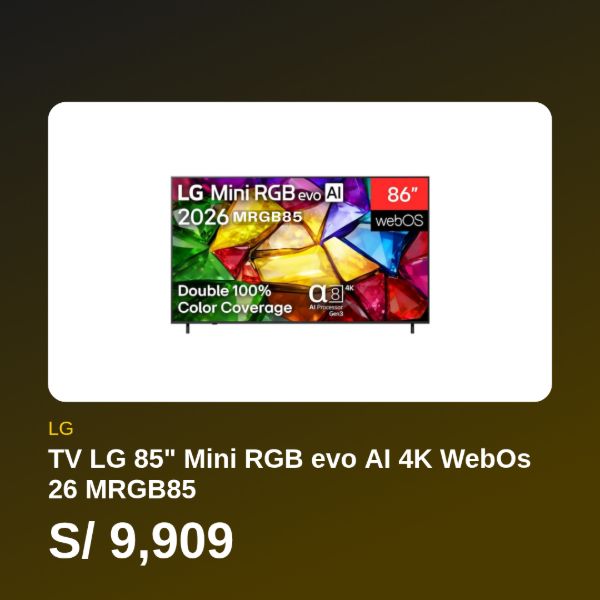 LG Mini RGB evo AI
86"
2026 MRGB85
webOS
Double 100%
Color Coverage
α 8 4K
AI Processor
Gen3
LG
TV LG 85" Mini RGB evo AI 4K WebOs
26 MRGB85
S/ 9,909